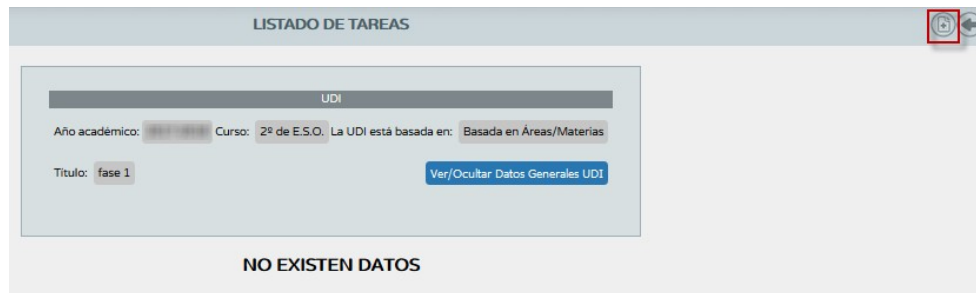 LISTADO DE TAREAS
UDI
Año académico: Curso: 2º de E.S.O. La UDI está basada en: Basada en Áreas/Materias
Título: fase 1 Ver/Ocultar Datos Generales UDI
NO EXISTEN DATOS